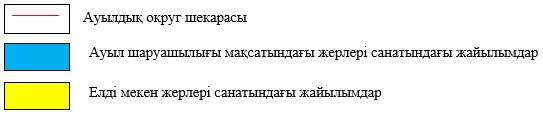 Ауылдық округ шекарасы
Ауыл шаруашылығы мақсатындағы жерлері санатындағы жайылымдар
Елді мекен жерлері санатындағы жайылымдар